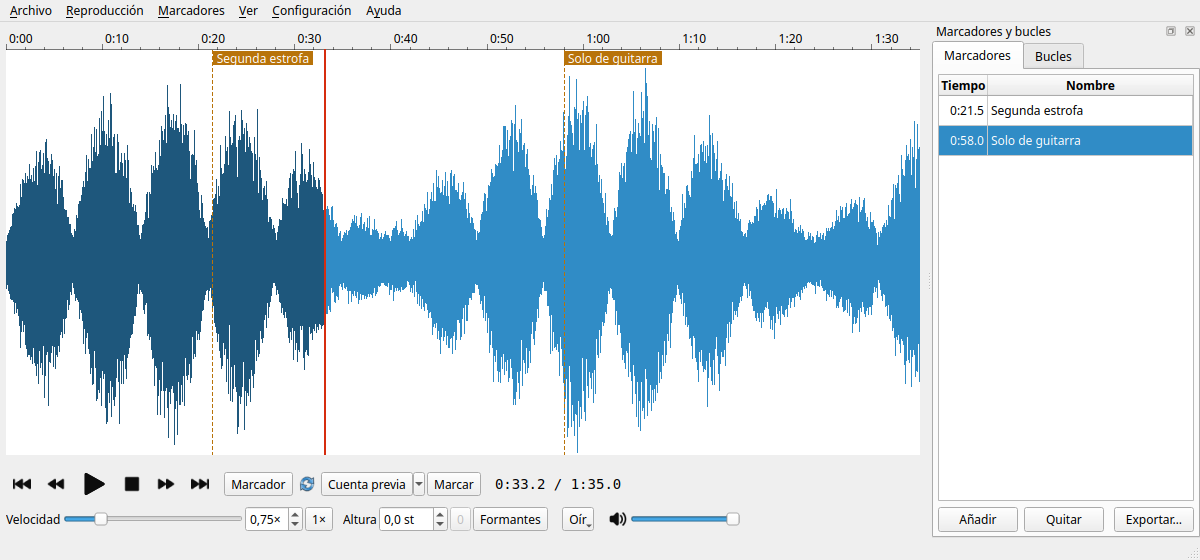 Archivo Reproducción Marcadores Ver Configuración Ayuda
0:00 0:10 0:20 0:30 0:40 0:50 1:00 1:10 1:20 1:30
Segunda estrofa Solo de guitarra
Marcadores y bucles
Marcadores Bucles
Tiempo Nombre
0:21.5 Segunda estrofa
0:58.0 Solo de guitarra
Marcador Cuenta previa Marcar 0:33.2 / 1:35.0
Velocidad 0,75× 1× Altura 0,0 st 0 Formantes Oír
Añadir Quitar Exportar...